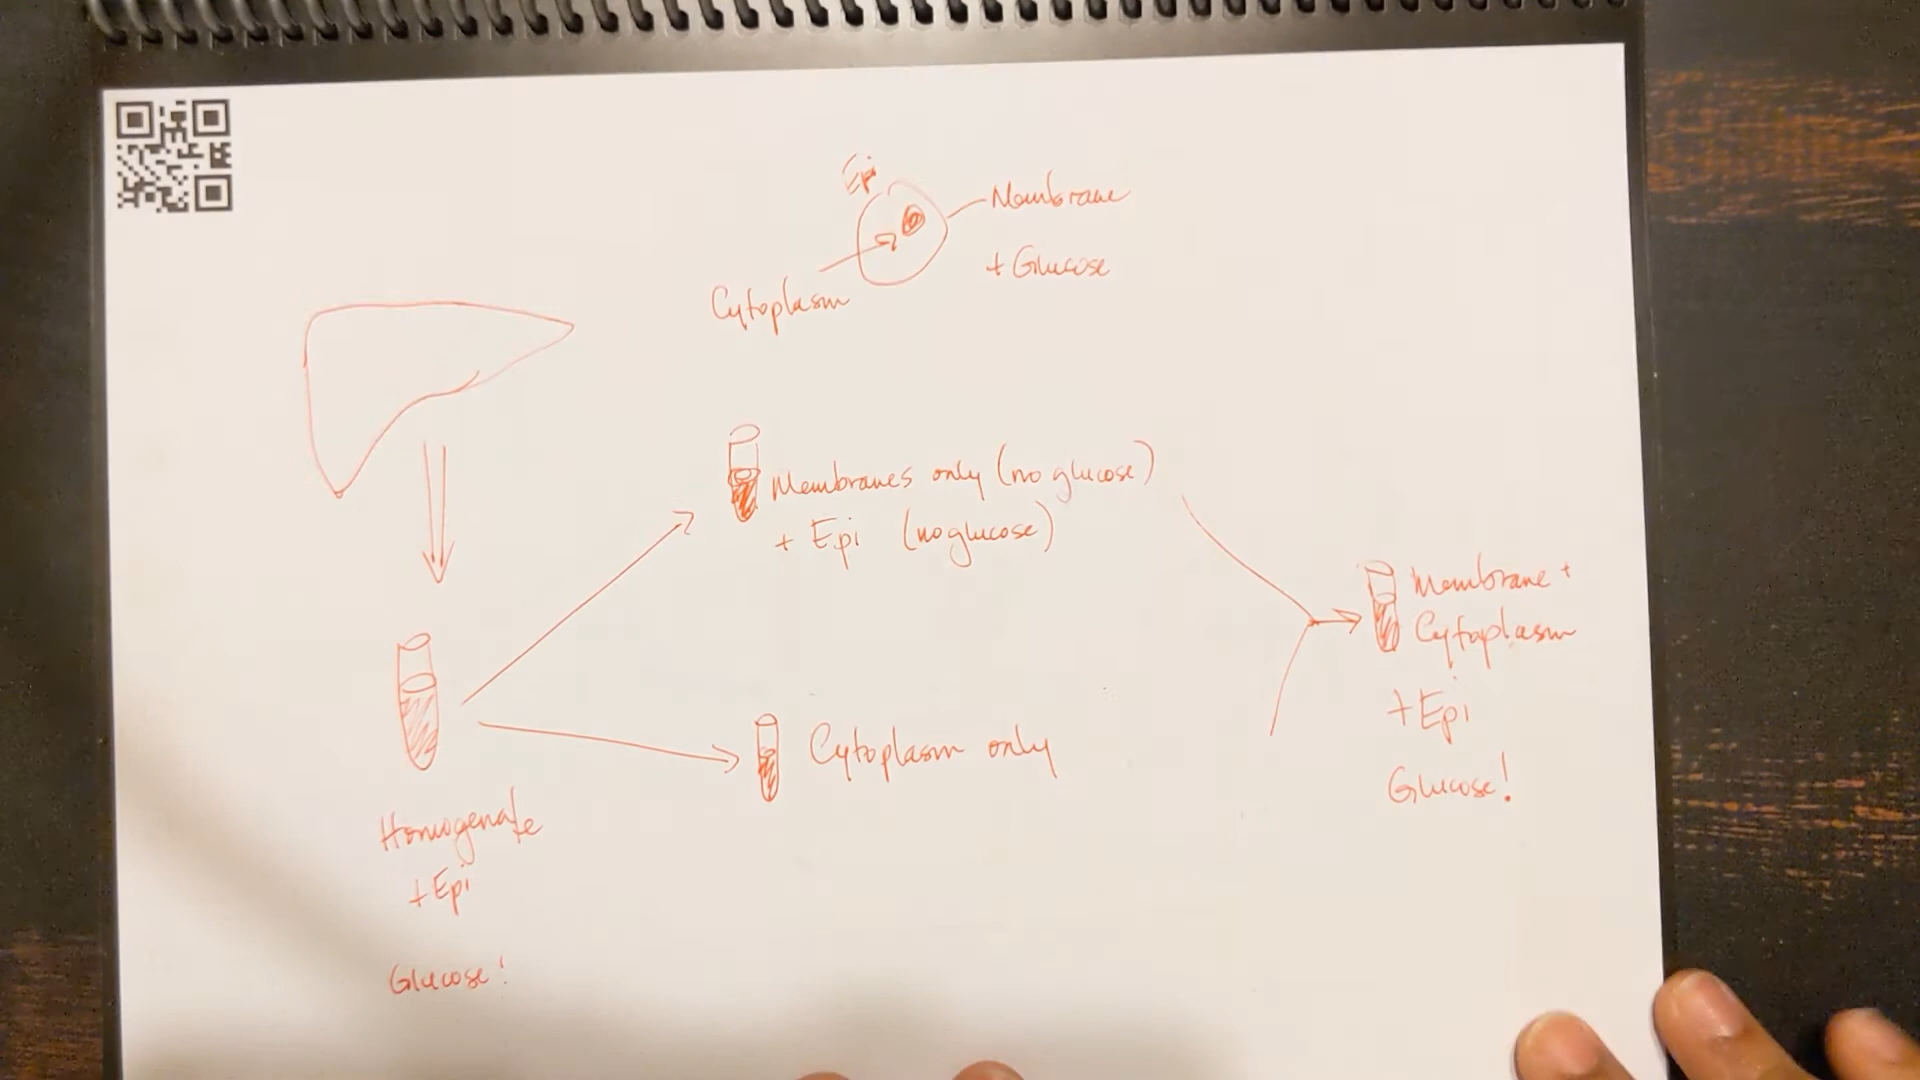 Epi
Membrane
+ Glucose
Cytoplasm
Membranes only (no glucose)
+ Epi (no glucose)
Membrane +
Cytoplasm
+ Epi
Glucose!
Cytoplasm only
Homogenate
+ Epi
Glucose!